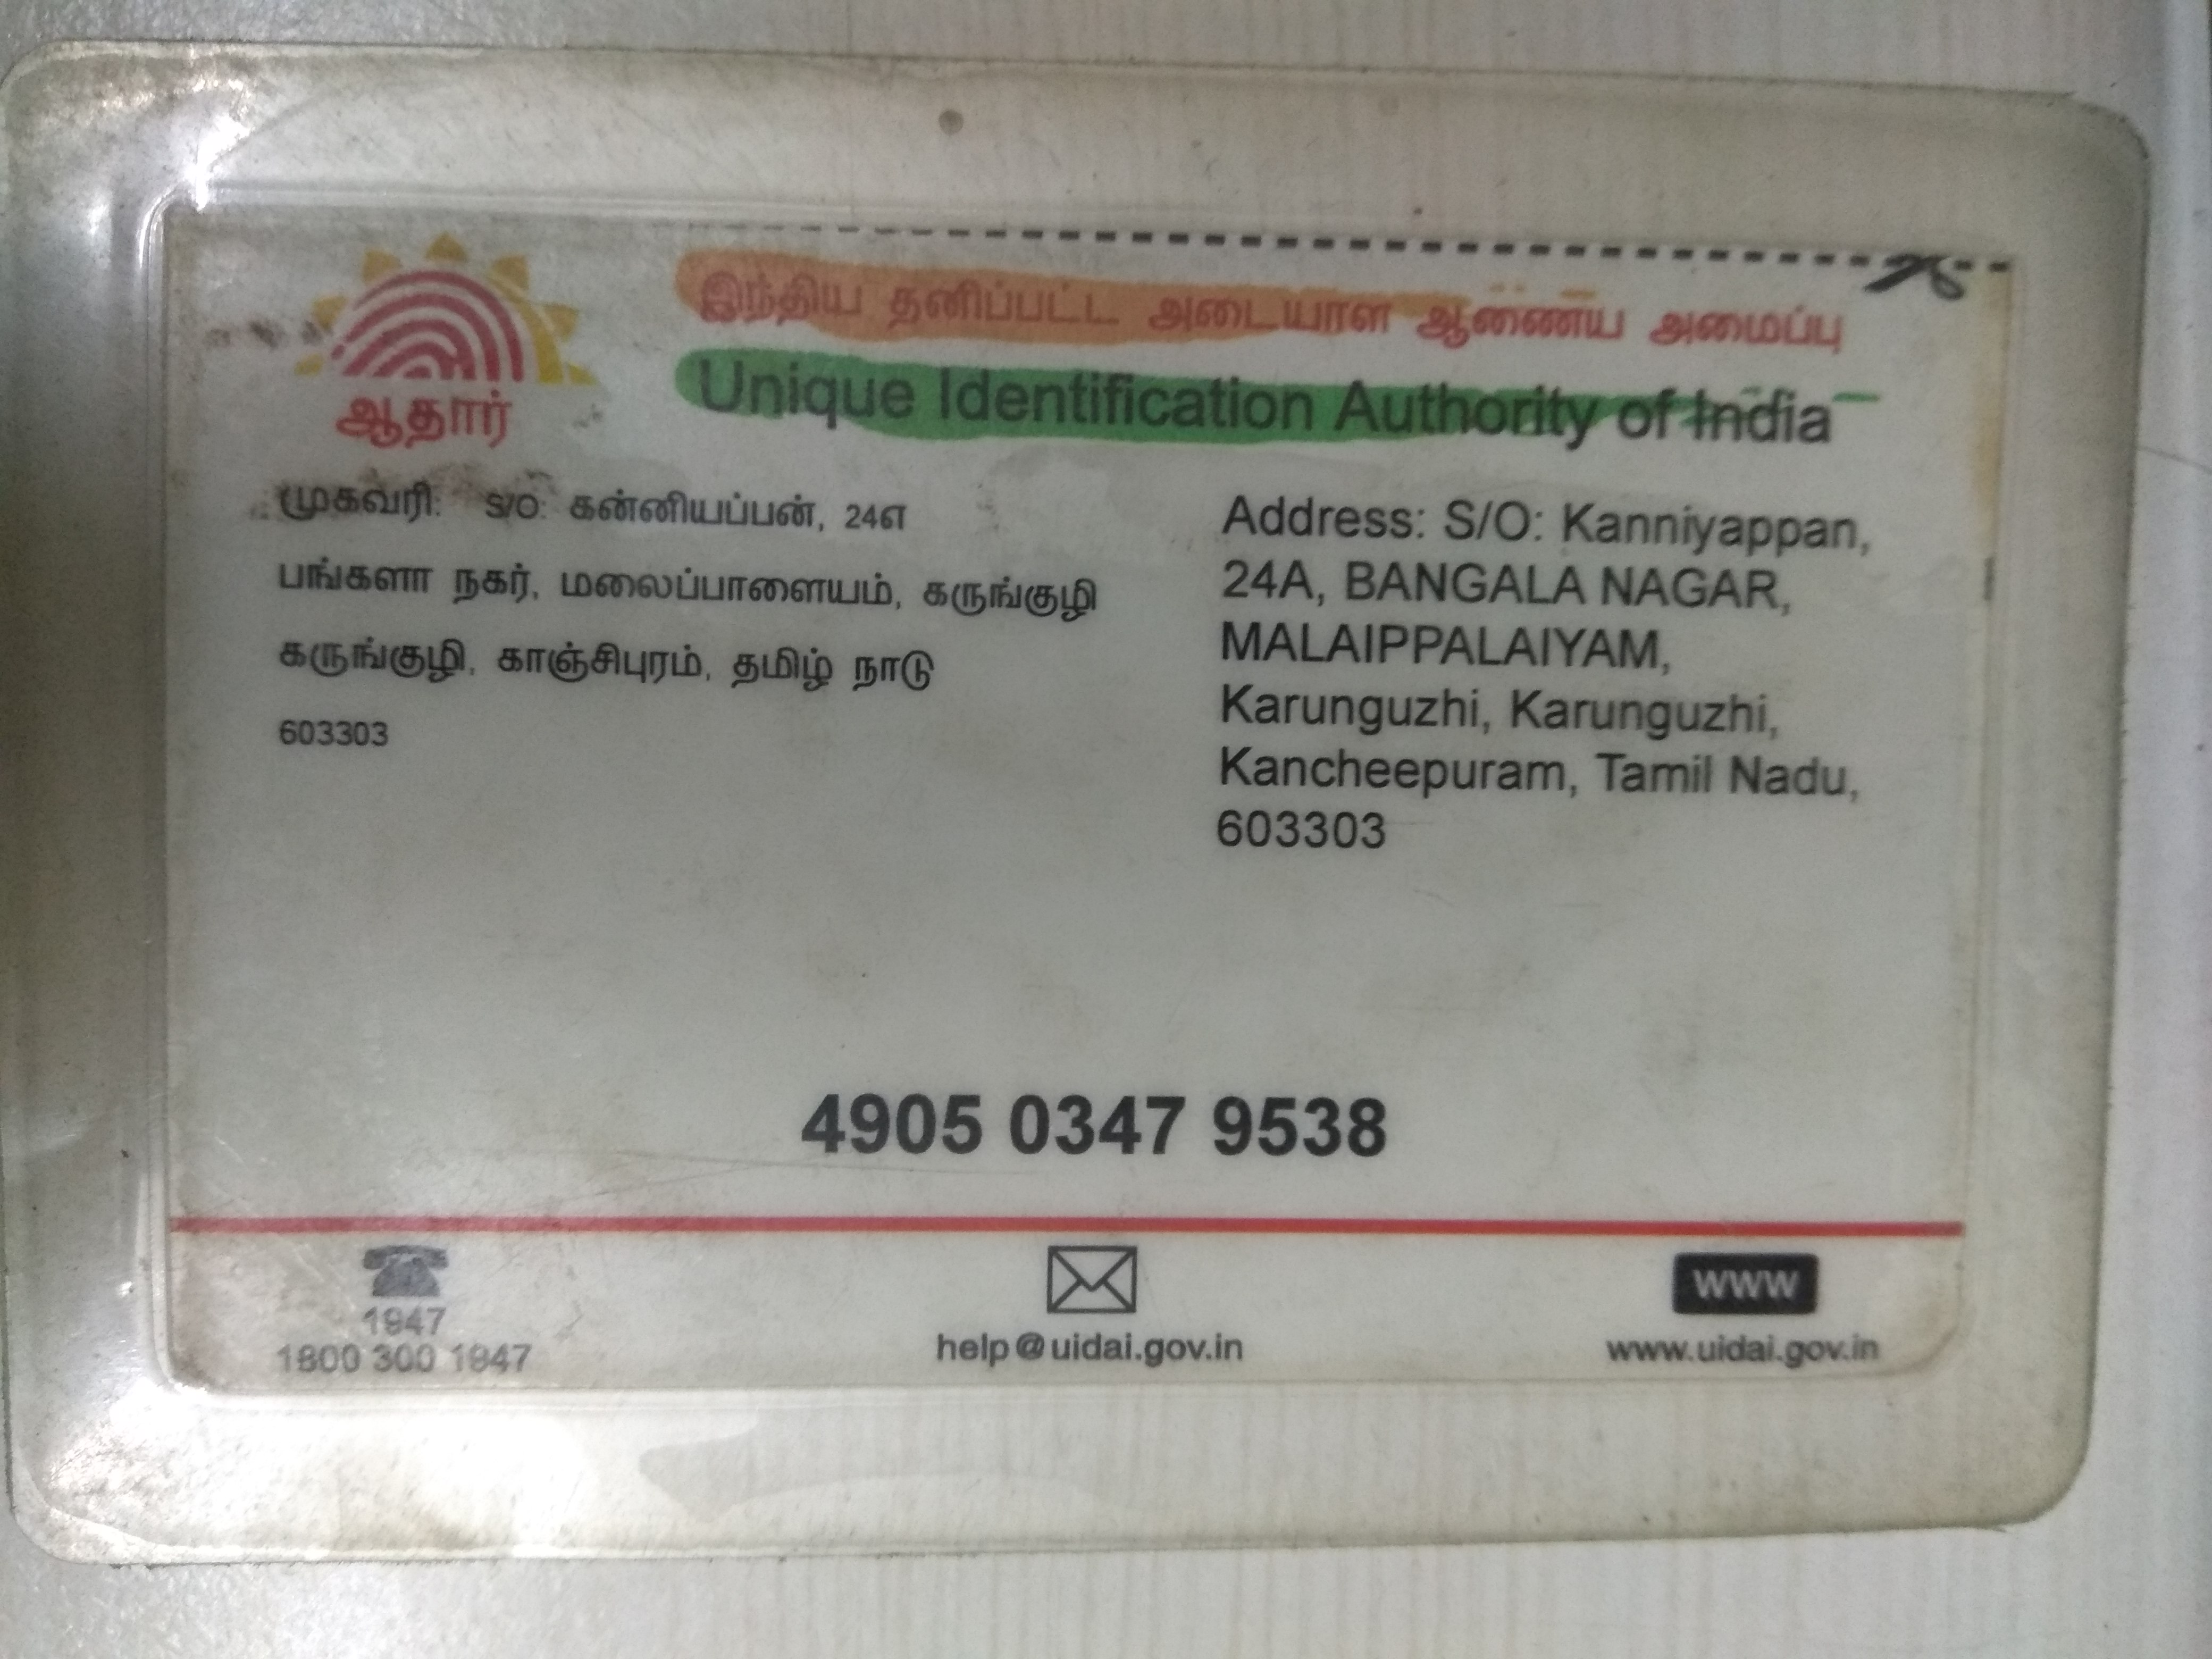 இந்திய தனிப்பட்ட அடையாள ஆணைய அமைப்பு
Unique Identification Authority of India
ஆதார்
முகவரி: S/O: கன்னியப்பன், 24எ
பங்களா நகர், மலைப்பாளையம், கருங்குழி
கருங்குழி, காஞ்சிபுரம், தமிழ் நாடு
603303
Address: S/O: Kanniyappan,
24A, BANGALA NAGAR,
MALAIPPALAIYAM,
Karunguzhi, Karunguzhi,
Kancheepuram, Tamil Nadu,
603303
4905 0347 9538
1947
1800 300 1947
help@uidai.gov.in
WWW
www.uidai.gov.in